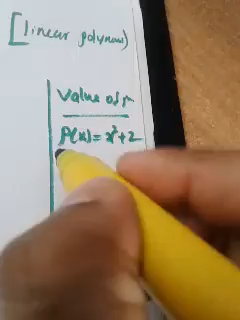 [linear polynom)
Value of
P(x)=x²+2